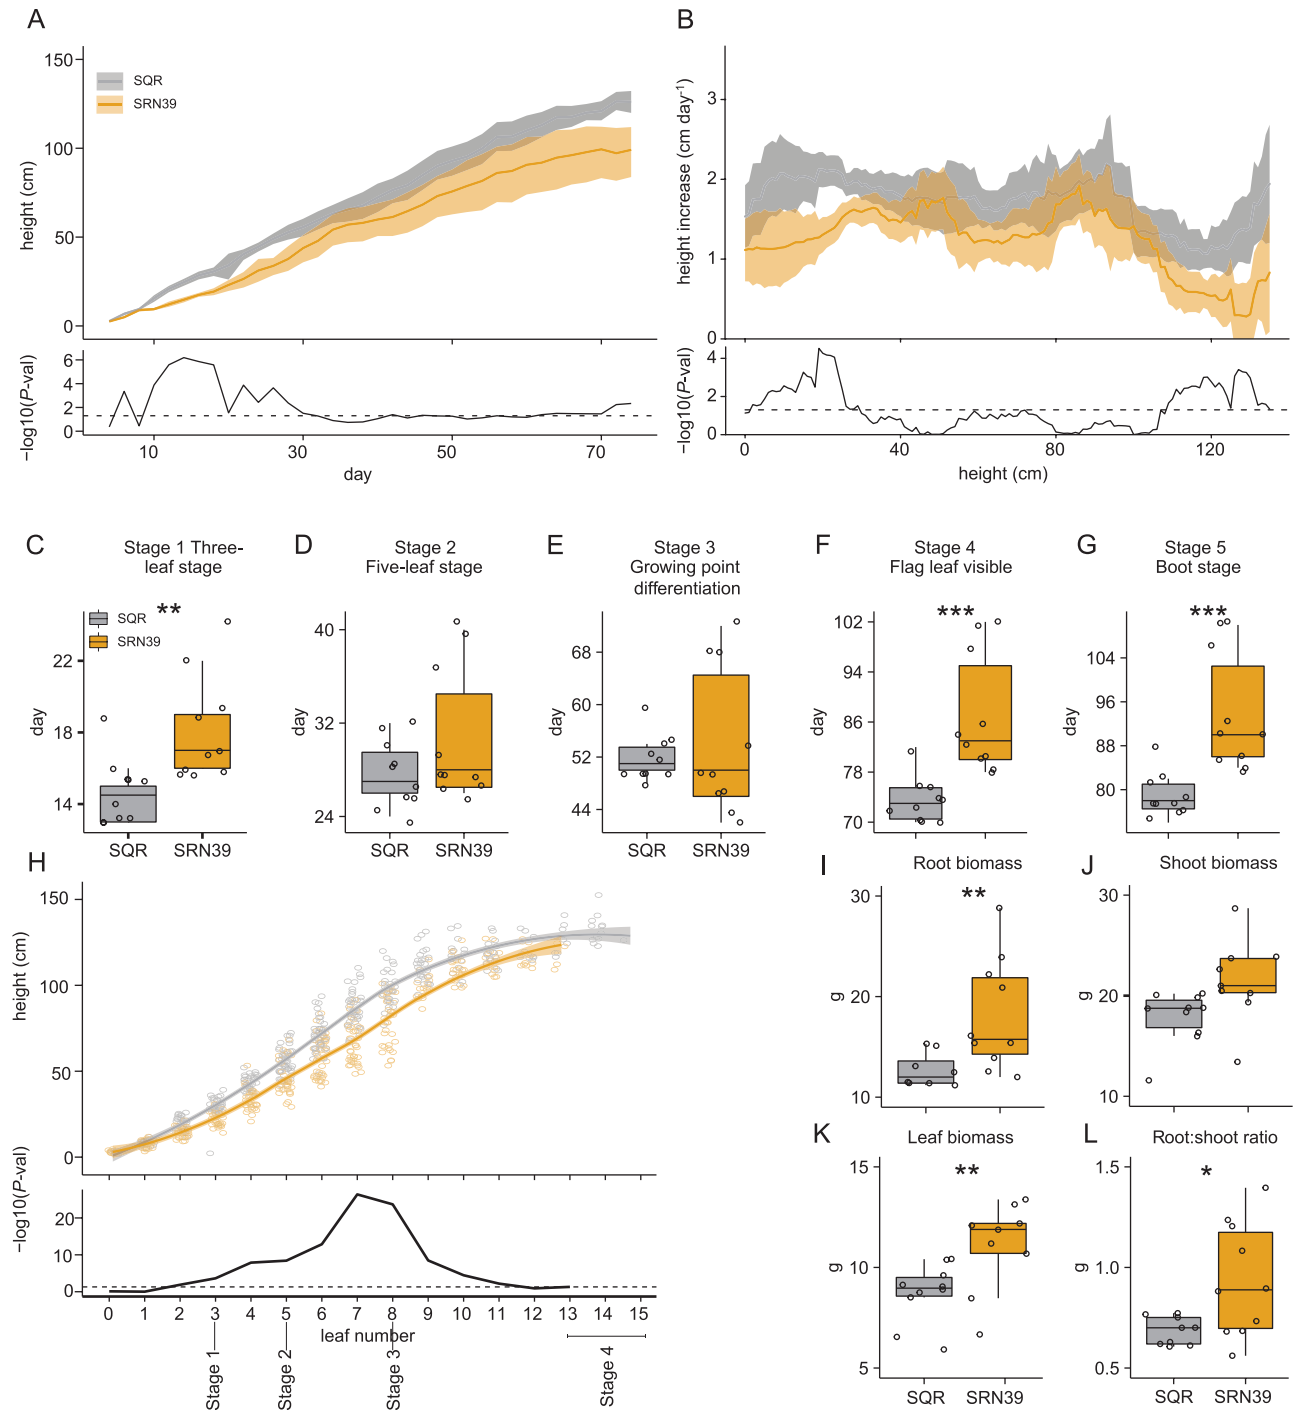 A
height (cm)
150
100
50
0
SQR
SRN39
−log10(P-val)
6
4
2
0
10
30
50
70
day
B
height increase (cm day-1)
3
2
1
0
−log10(P-val)
4
2
0
0
40
80
120
height (cm)
C
Stage 1 Three-
leaf stage
**
SQR
SRN39
day
22
18
14
SQR
SRN39
D
Stage 2
Five-leaf stage
day
40
32
24
SQR
SRN39
E
Stage 3
Growing point
differentiation
day
68
60
52
44
SQR
SRN39
F
Stage 4
Flag leaf visible
***
day
102
94
86
78
70
G
Stage 5
Boot stage
***
day
104
96
88
80
H
height (cm)
150
100
50
0
−log10(P-val)
20
10
0
0 1 2 3 4 5 6 7 8 9 10 11 12 13 14 15
leaf number
Stage 1
Stage 2
Stage 3
Stage 4
I
Root biomass
**
g
30
20
10
J
Shoot biomass
g
30
20
10
K
Leaf biomass
**
g
15
10
5
SQR
SRN39
L
Root:shoot ratio
*
g
1.5
1.0
0.5
SQR
SRN39